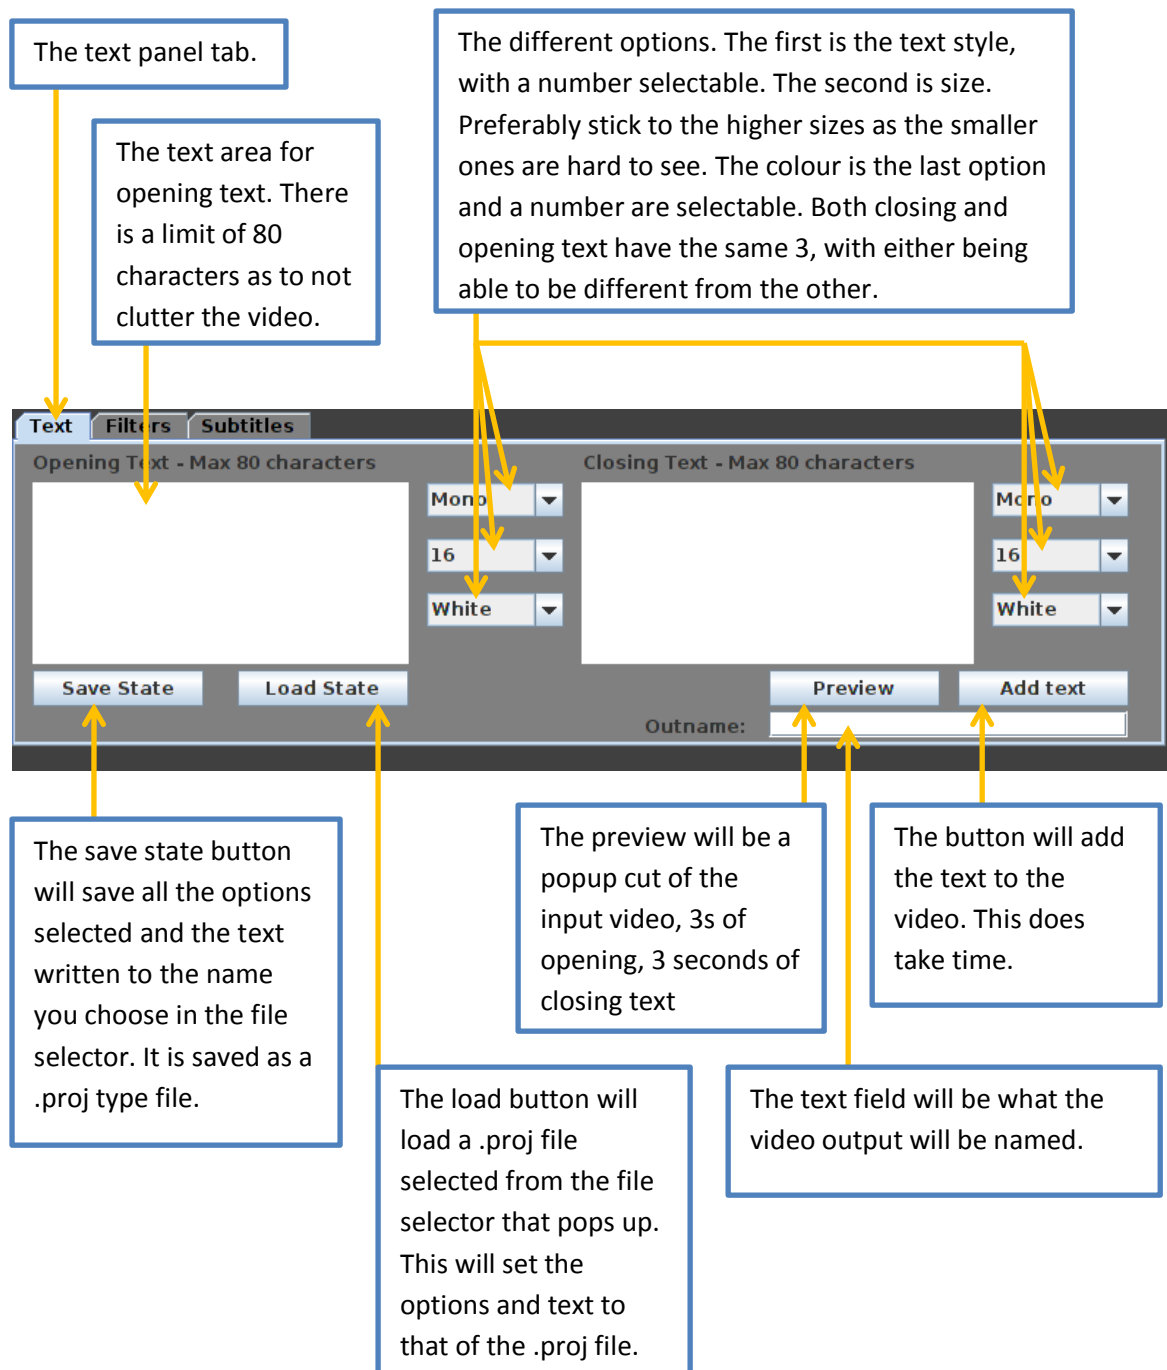 The text panel tab.
The different options. The first is the text style,
with a number selectable. The second is size.
Preferably stick to the higher sizes as the smaller
ones are hard to see. The colour is the last option
and a number are selectable. Both closing and
opening text have the same 3, with either being
able to be different from the other.
The text area for
opening text. There
is a limit of 80
characters as to not
clutter the video.
Text Filters Subtitles
Opening Text - Max 80 characters
Closing Text - Max 80 characters
Mono
16
White
Mono
16
White
Save State
Load State
Preview
Add text
Outname:
The save state button
will save all the options
selected and the text
written to the name
you choose in the file
selector. It is saved as a
.proj type file.
The load button will
load a .proj file
selected from the file
selector that pops up.
This will set the
options and text to
that of the .proj file.
The preview will be a
popup cut of the
input video, 3s of
opening, 3 seconds of
closing text
The button will add
the text to the
video. This does
take time.
The text field will be what the
video output will be named.